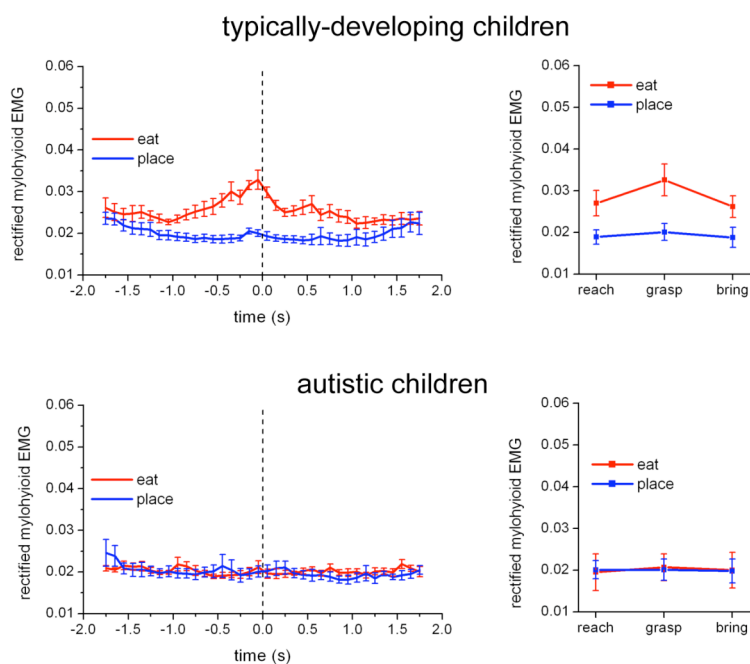 typically-developing children
rectified mylohyioid EMG
0.06
0.05
0.04
0.03
0.02
0.01
eat
place
-2.0 -1.5 -1.0 -0.5 0.0 0.5 1.0 1.5 2.0
time (s)
rectified mylohyioid EMG
0.06
0.05
0.04
0.03
0.02
0.01
eat
place
reach grasp bring
autistic children
rectified mylohyioid EMG
0.06
0.05
0.04
0.03
0.02
0.01
eat
place
-2.0 -1.5 -1.0 -0.5 0.0 0.5 1.0 1.5 2.0
time (s)
rectified mylohyioid EMG
0.06
0.05
0.04
0.03
0.02
0.01
eat
place
reach grasp bring